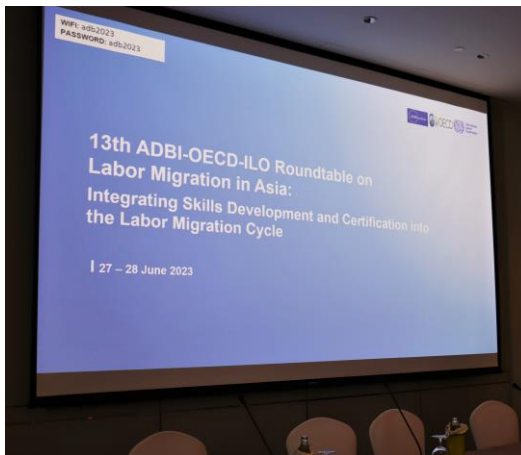 WIFI: adb2023
PASSWORD: adb2023
OECD
13th ADBI-OECD-ILO Roundtable on
Labor Migration in Asia:
Integrating Skills Development and Certification into
the Labor Migration Cycle
27 – 28 June 2023